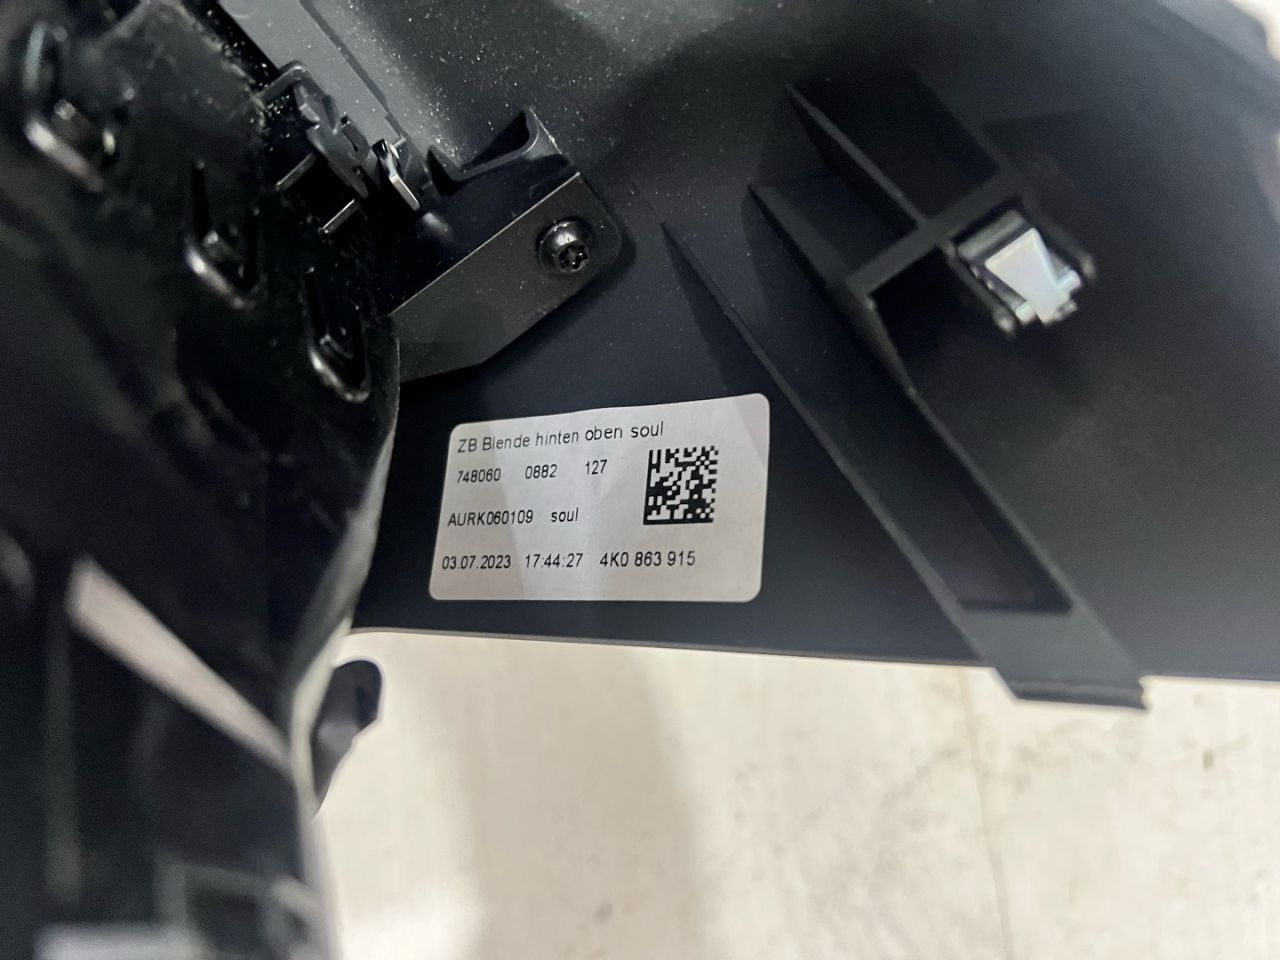 ZB Blende hinten oben soul
748060 0882 127
AURK060109 soul
03.07.2023 17:44:27 4K0 863 915